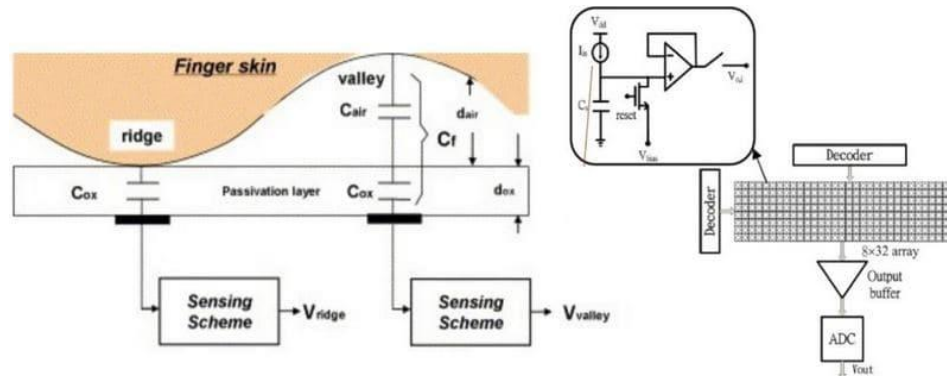 Finger skin
valley
Cair
dair
Cf
ridge
Cox
Passivation layer
Cox
dox
Sensing
Scheme
Vridge
Sensing
Scheme
Vvalley
reset
Decoder
Decoder
8×32 array
Output
buffer
ADC
Vout